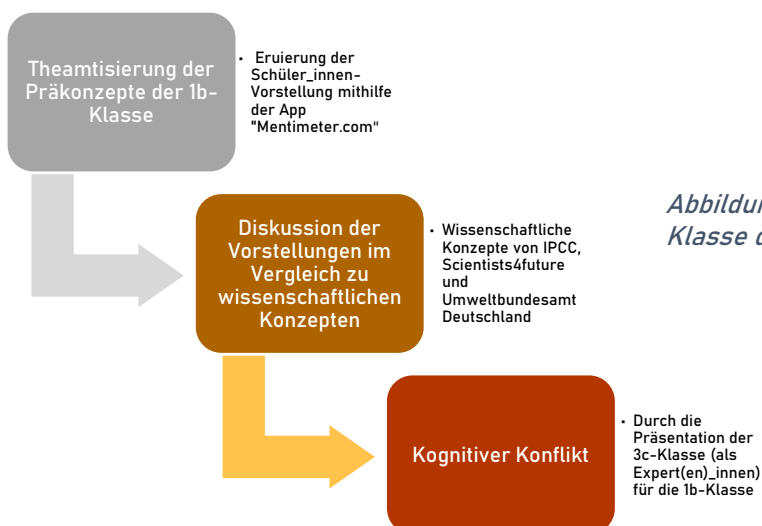 Theamtisierung der
Präkonzepte der 1b-
Klasse
• Eruierung der
Schüler_innen-
Vorstellung mithilfe
der App
"Mentimeter.com"
Diskussion der
Vorstellungen im
Vergleich zu
wissenschaftlichen
Konzepten
• Wissenschaftliche
Konzepte von IPCC,
Scientists4future
und
Umweltbundesamt
Deutschland
Kognitiver Konflikt
• Durch die
Präsentation der
3c-Klasse (als
Expert(en)_innen)
für die 1b-Klasse
Klasse